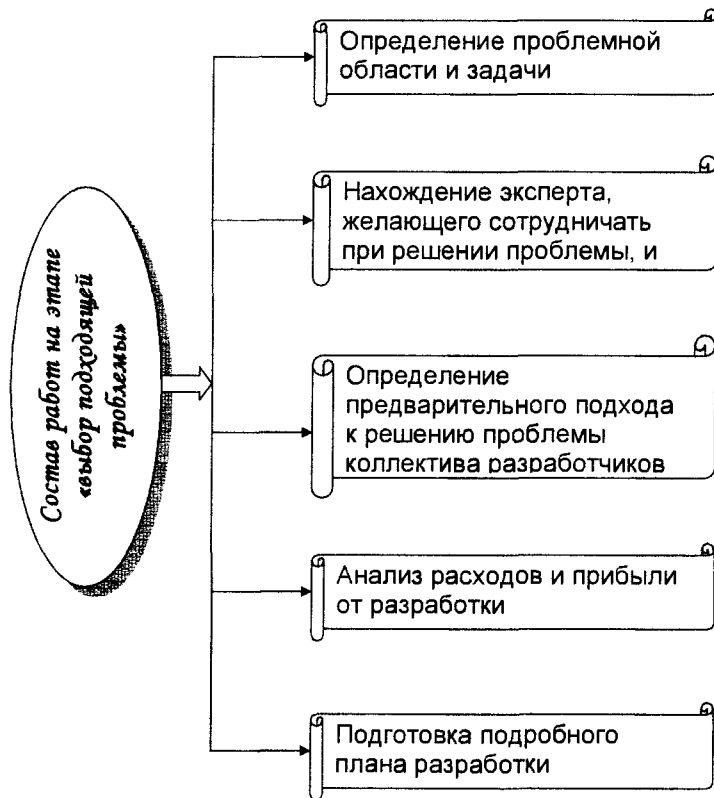 Состав работ на этапе
«выбор подходящей
проблемы»
Определение проблемной
области и задачи
Нахождение эксперта,
желающего сотрудничать
при решении проблемы, и
Определение
предварительного подхода
к решению проблемы
коллектива разработчиков
Анализ расходов и прибыли
от разработки
Подготовка подробного
плана разработки